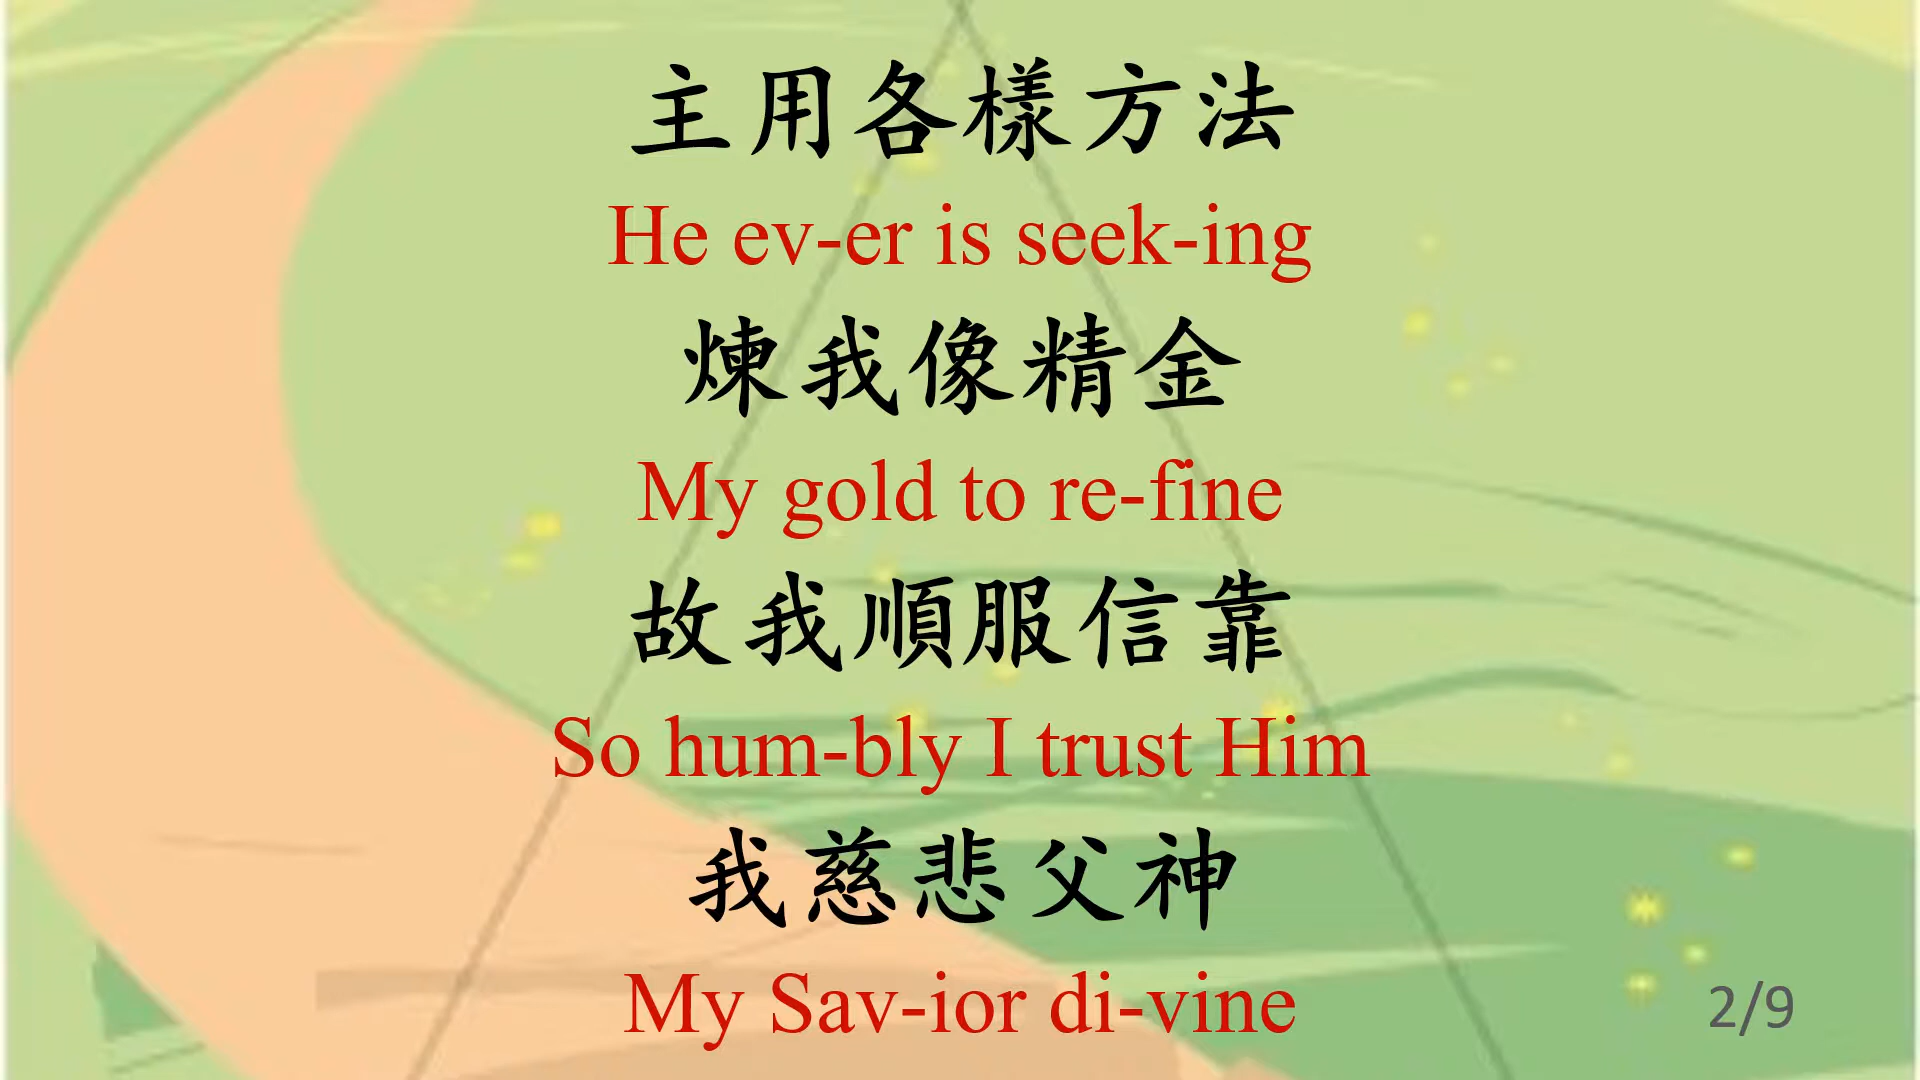 主用各樣方法
He ev-er is seek-ing
煉我像精金
My gold to re-fine
故我順服信靠
So hum-bly I trust Him
我慈悲父神
My Sav-ior di-vine
2/9